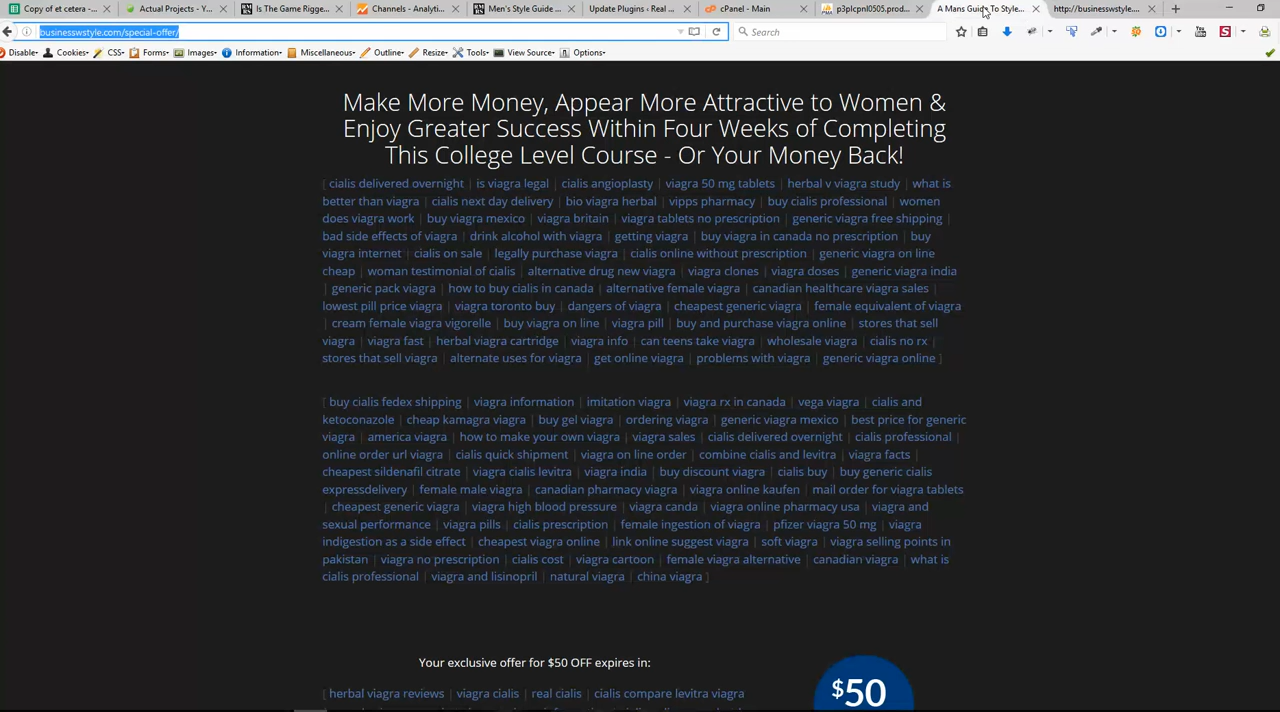 Copy of et cetera - ...
Actual Projects - Y...
Is The Game Rigge...
Channels - Analyti...
Men's Style Guide ...
Update Plugins ‹ Real ...
cPanel - Main
p3plcpnl0505.prod...
A Mans Guide To Style...
http://businesswstyle....
businesswstyle.com/special-offer/
Search
Disable Cookies CSS Forms Images Information Miscellaneous Outline Resize Tools View Source Options
Make More Money, Appear More Attractive to Women &
Enjoy Greater Success Within Four Weeks of Completing
This College Level Course - Or Your Money Back!
[ cialis delivered overnight | is viagra legal | cialis angioplasty | viagra 50 mg tablets | herbal v viagra study | what is
better than viagra | cialis next day delivery | bio viagra herbal | vipps pharmacy | buy cialis professional | women
does viagra work | buy viagra mexico | viagra britain | viagra tablets no prescription | generic viagra free shipping |
bad side effects of viagra | drink alcohol with viagra | getting viagra | buy viagra in canada no prescription | buy
viagra internet | cialis on sale | legally purchase viagra | cialis online without prescription | generic viagra on line
cheap | woman testimonial of cialis | alternative drug new viagra | viagra clones | viagra doses | generic viagra india
| generic pack viagra | how to buy cialis in canada | alternative female viagra | canadian healthcare viagra sales |
lowest pill price viagra | viagra toronto buy | dangers of viagra | cheapest generic viagra | female equivalent of viagra
| cream female viagra vigorelle | buy viagra on line | viagra pill | buy and purchase viagra online | stores that sell
viagra | viagra fast | herbal viagra cartridge | viagra info | can teens take viagra | wholesale viagra | cialis no rx |
stores that sell viagra | alternate uses for viagra | get online viagra | problems with viagra | generic viagra online ]
[ buy cialis fedex shipping | viagra information | imitation viagra | viagra rx in canada | vega viagra | cialis and
ketoconazole | cheap kamagra viagra | buy gel viagra | ordering viagra | generic viagra mexico | best price for generic
viagra | america viagra | how to make your own viagra | viagra sales | cialis delivered overnight | cialis professional |
online order url viagra | cialis quick shipment | viagra on line order | combine cialis and levitra | viagra facts |
cheapest sildenafil citrate | viagra cialis levitra | viagra india | buy discount viagra | cialis buy | buy generic cialis
expressdelivery | female male viagra | canadian pharmacy viagra | viagra online kaufen | mail order for viagra tablets
| cheapest generic viagra | viagra high blood pressure | viagra canda | viagra online pharmacy usa | viagra and
sexual performance | viagra pills | cialis prescription | female ingestion of viagra | pfizer viagra 50 mg | viagra
indigestion as a side effect | cheapest viagra online | link online suggest viagra | soft viagra | viagra selling points in
pakistan | viagra no prescription | cialis cost | viagra cartoon | female viagra alternative | canadian viagra | what is
cialis professional | viagra and lisinopril | natural viagra | china viagra ]
Your exclusive offer for $50 OFF expires in:
[ herbal viagra reviews | viagra cialis | real cialis | cialis compare levitra viagra
$50